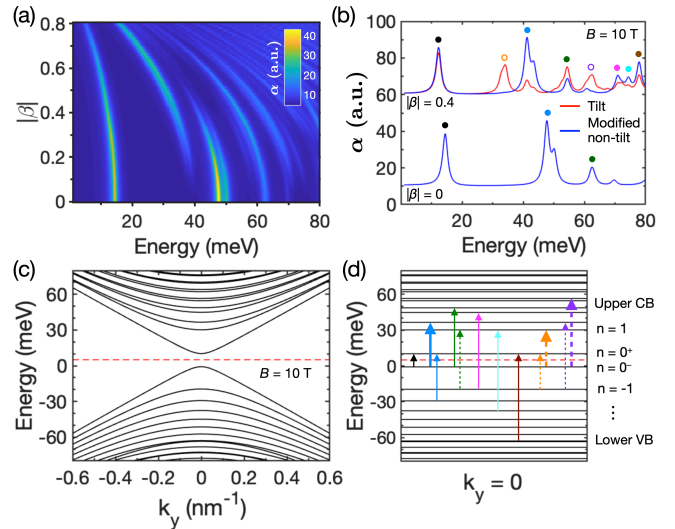 (a)
0.8
0.6
0.4
0.2
0
|β|
20 40 60 80
Energy (meV)
α (a.u.)
40
30
20
10
(b)
100
80
60
40
20
0
α (a.u.)
B = 10 T
|β| = 0.4
Tilt
Modified
non-tilt
|β| = 0
20 40 60 80
Energy (meV)
(c)
60
30
0
-30
-60
Energy (meV)
B = 10 T
-0.6 -0.4 -0.2 0 0.2 0.4 0.6
ky (nm-1)
(d)
60
30
0
-30
-60
Energy (meV)
Upper CB
n = 1
n = 0+
n = 0-
n = -1
⋮
Lower VB
ky = 0